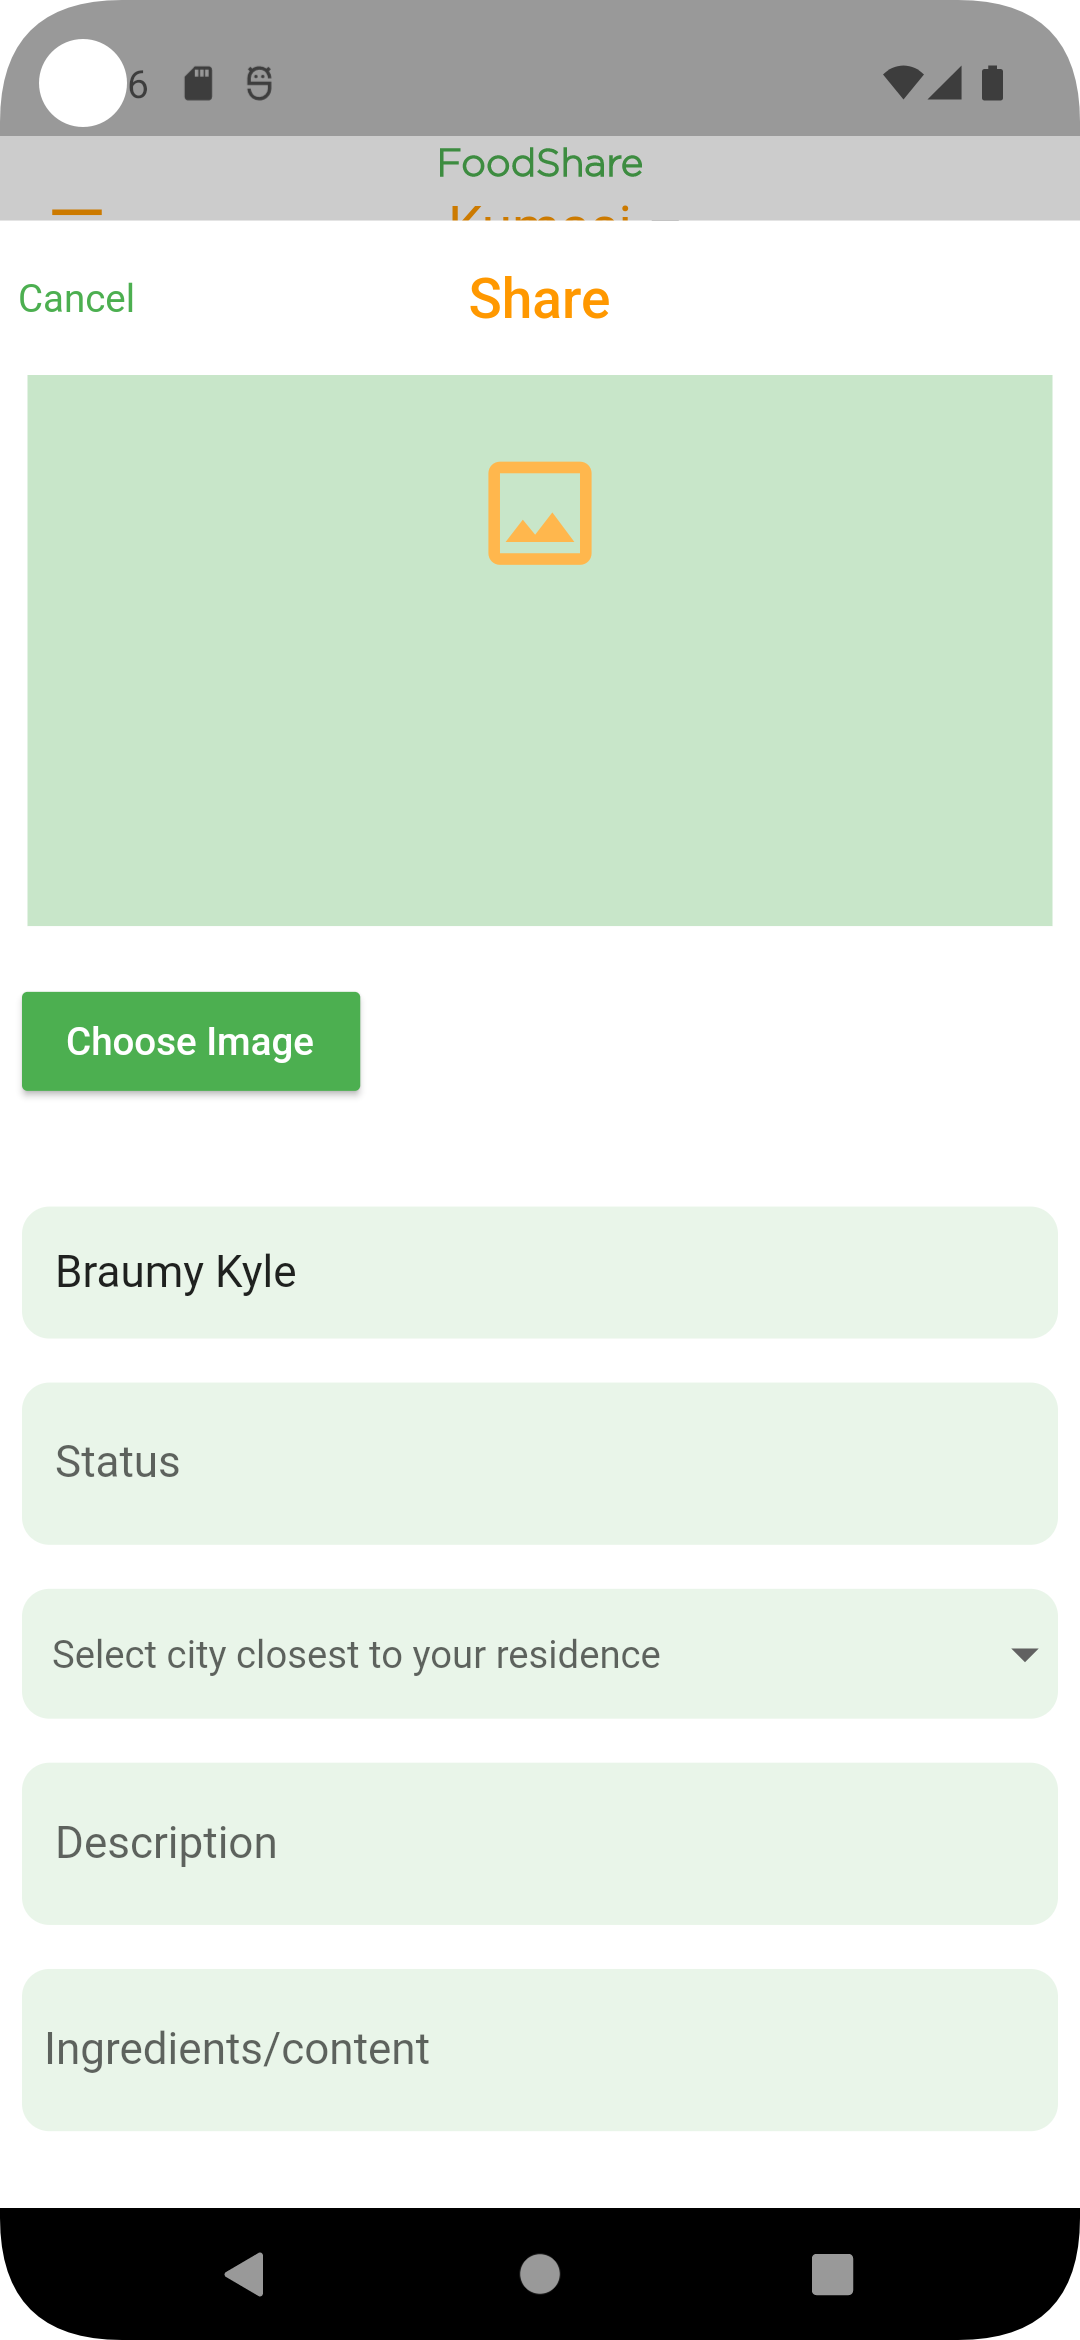 6
FoodShare
Cancel
Share
Choose Image
Braumy Kyle
Status
Select city closest to your residence
Description
Ingredients/content